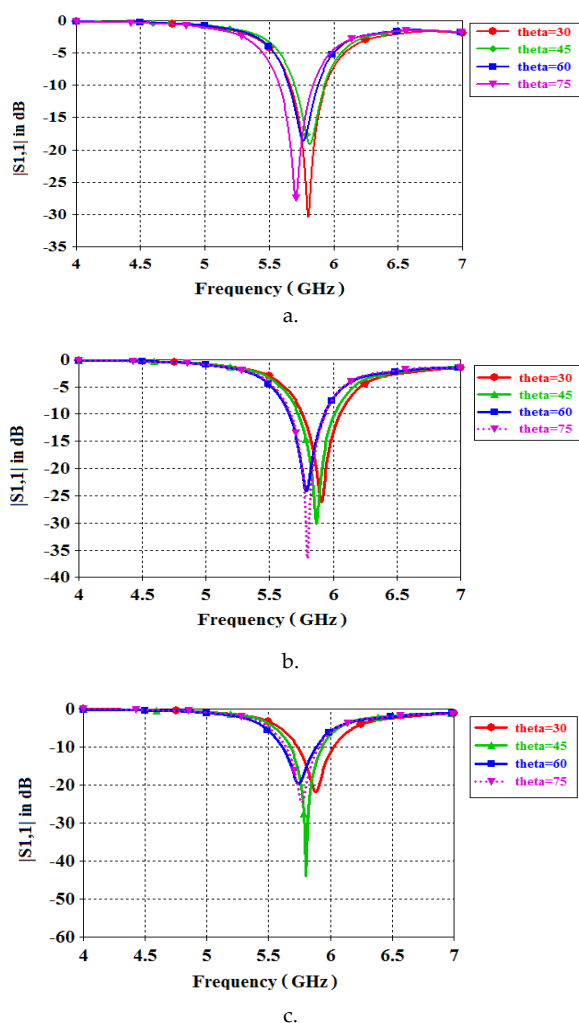 0
-5
-10
-15
-20
-25
-30
-35
|S1,1| in dB
4
4.5
5
5.5
6
6.5
7
Frequency ( GHz )
theta=30
theta=45
theta=60
theta=75
a.
0
-5
-10
-15
-20
-25
-30
-35
-40
|S1,1| in dB
4
4.5
5
5.5
6
6.5
7
Frequency ( GHz )
theta=30
theta=45
theta=60
theta=75
b.
0
-10
-20
-30
-40
-50
-60
|S1,1| in dB
4
4.5
5
5.5
6
6.5
7
Frequency ( GHz )
theta=30
theta=45
theta=60
theta=75
c.